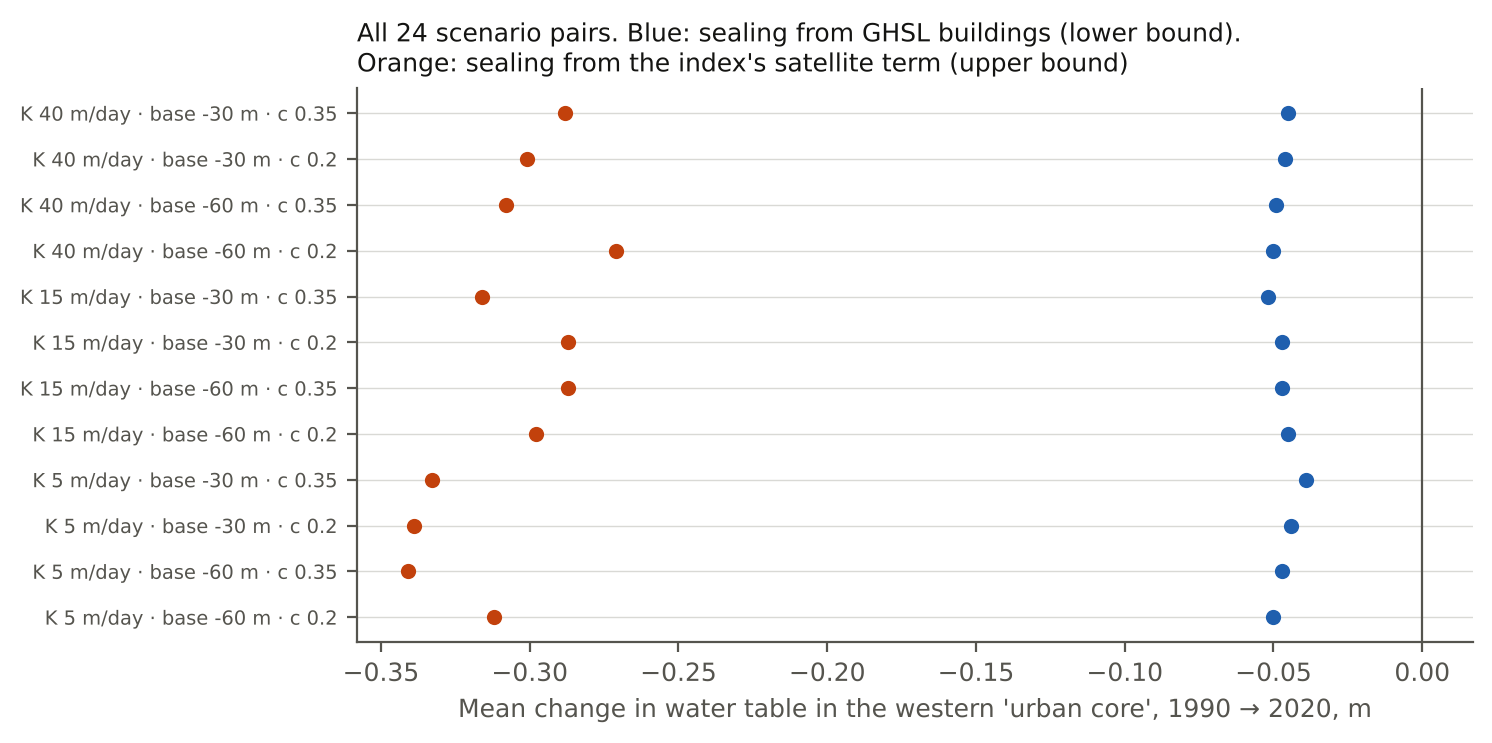 All 24 scenario pairs. Blue: sealing from GHSL buildings (lower bound).
Orange: sealing from the index's satellite term (upper bound)
K 40 m/day · base -30 m · c 0.35
K 40 m/day · base -30 m · c 0.2
K 40 m/day · base -60 m · c 0.35
K 40 m/day · base -60 m · c 0.2
K 15 m/day · base -30 m · c 0.35
K 15 m/day · base -30 m · c 0.2
K 15 m/day · base -60 m · c 0.35
K 15 m/day · base -60 m · c 0.2
K 5 m/day · base -30 m · c 0.35
K 5 m/day · base -30 m · c 0.2
K 5 m/day · base -60 m · c 0.35
K 5 m/day · base -60 m · c 0.2
−0.35 −0.30 −0.25 −0.20 −0.15 −0.10 −0.05 0.00
Mean change in water table in the western 'urban core', 1990 → 2020, m